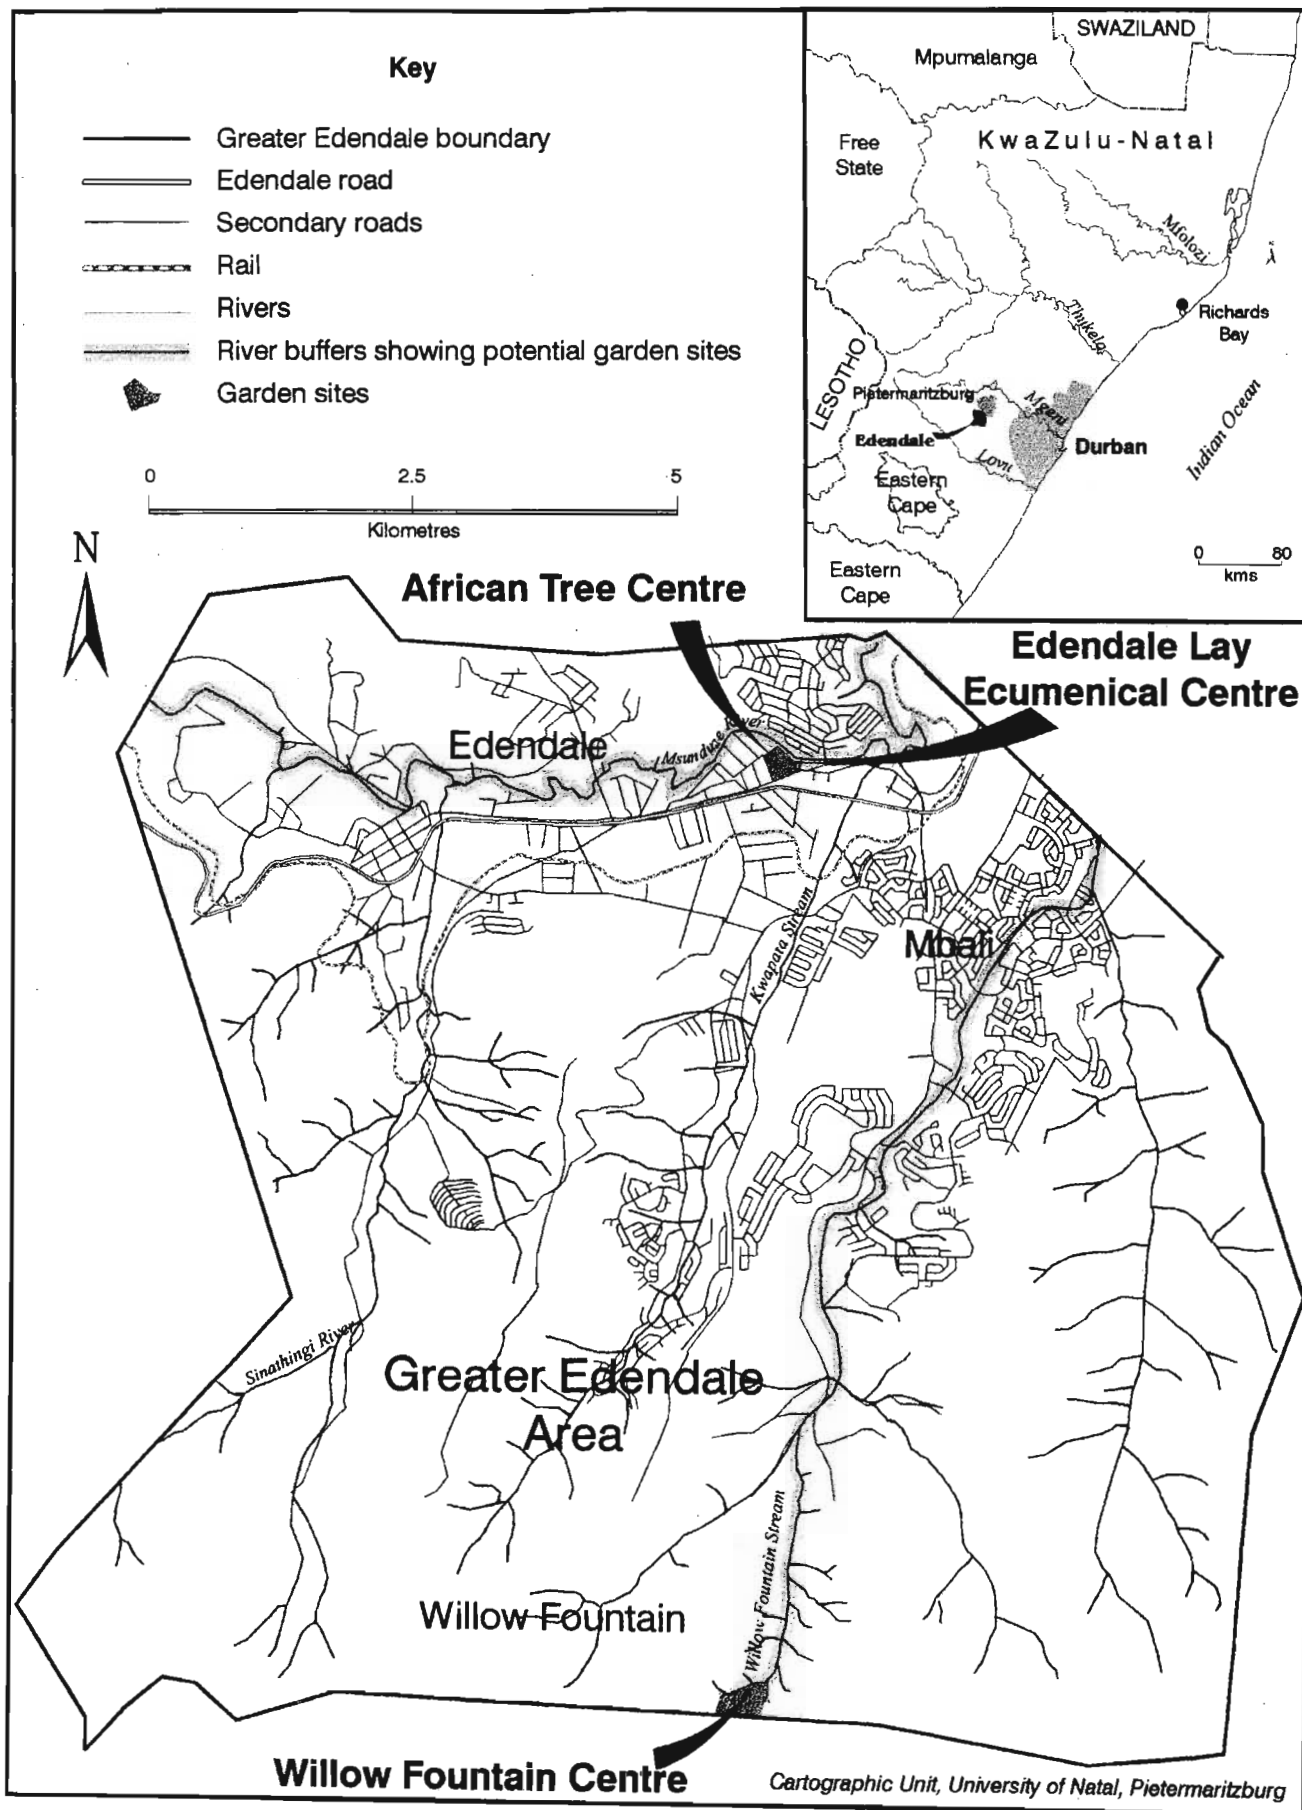 Key
Greater Edendale boundary
Edendale road
Secondary roads
Rail
Rivers
River buffers showing potential garden sites
Garden sites
0 2.5 5
Kilometres
N
SWAZILAND
Mpumalanga
Free
State
KwaZulu-Natal
Mfolozi
Richards
Bay
Thukela
LESOTHO
Pietermaritzburg
Mgeni
Edendale
Durban
Indian Ocean
Lovu
Eastern
Cape
0 80
kms
Eastern
Cape
African Tree Centre
Edendale Lay
Ecumenical Centre
Edendale
Msunduze River
Mbali
Kwapata Stream
Sinathingi River
Greater Edendale
Area
Willow Fountain Stream
Willow Fountain
Willow Fountain Centre
Cartographic Unit, University of Natal, Pietermaritzburg